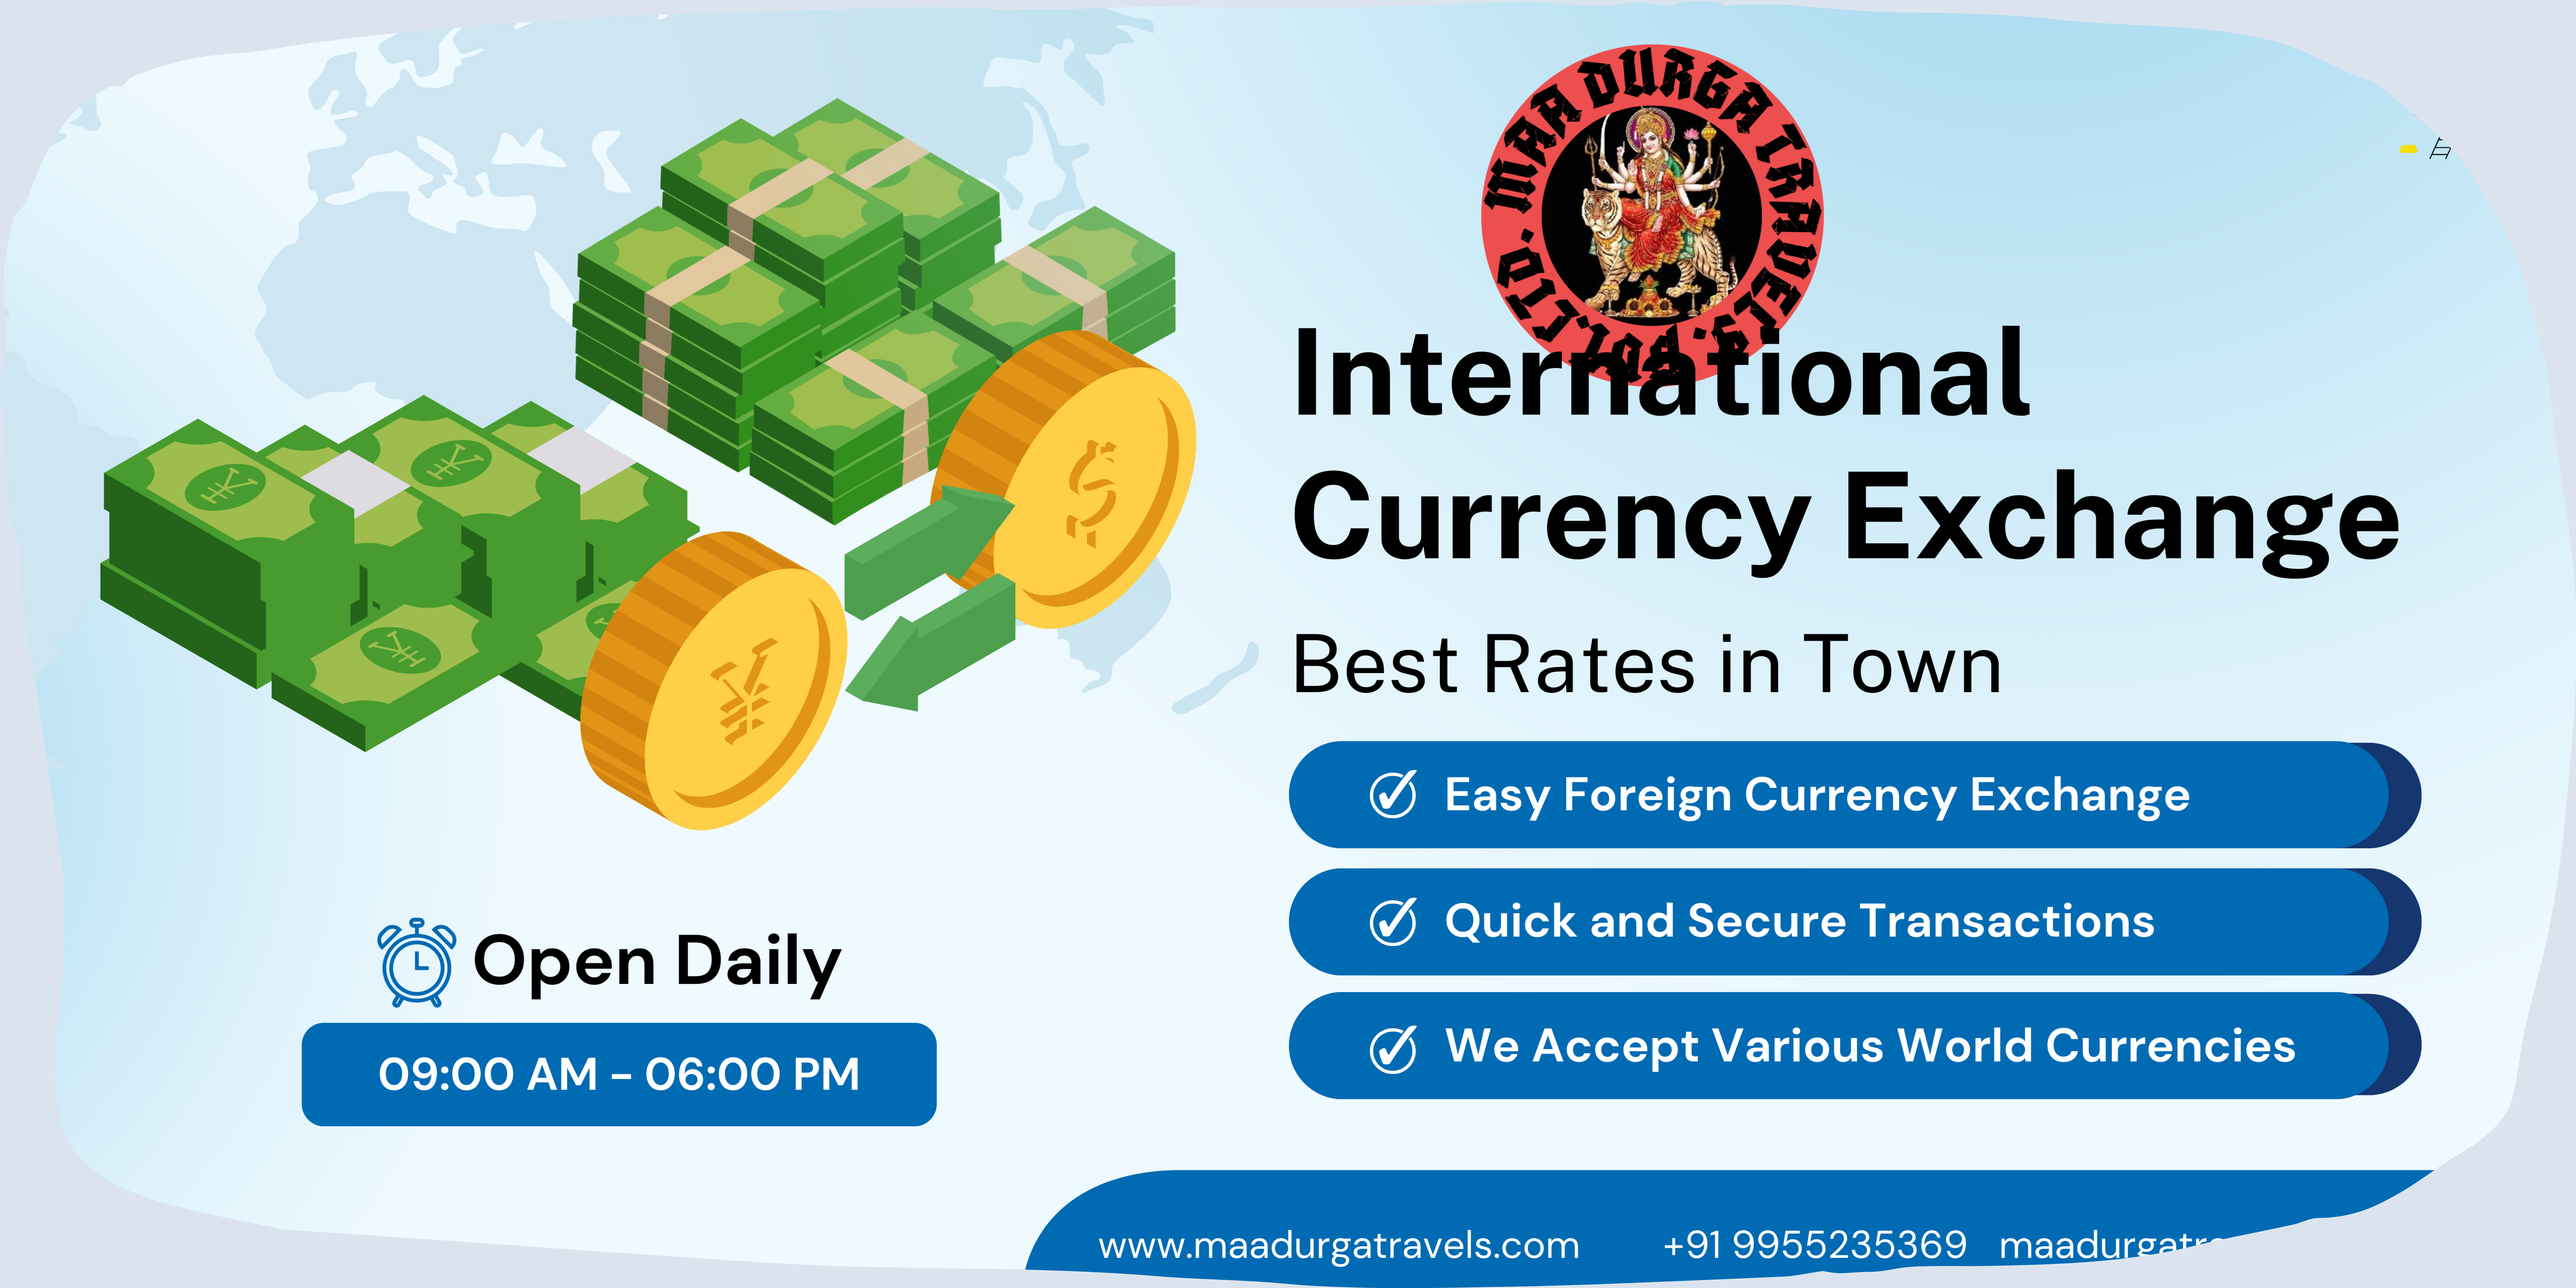 MAA DURGA TRAVELS. PVT.LTD.
International
Currency Exchange
Best Rates in Town
Easy Foreign Currency Exchange
Quick and Secure Transactions
We Accept Various World Currencies
Open Daily
09:00 AM - 06:00 PM
www.maadurgatravels.com +91 9955235369